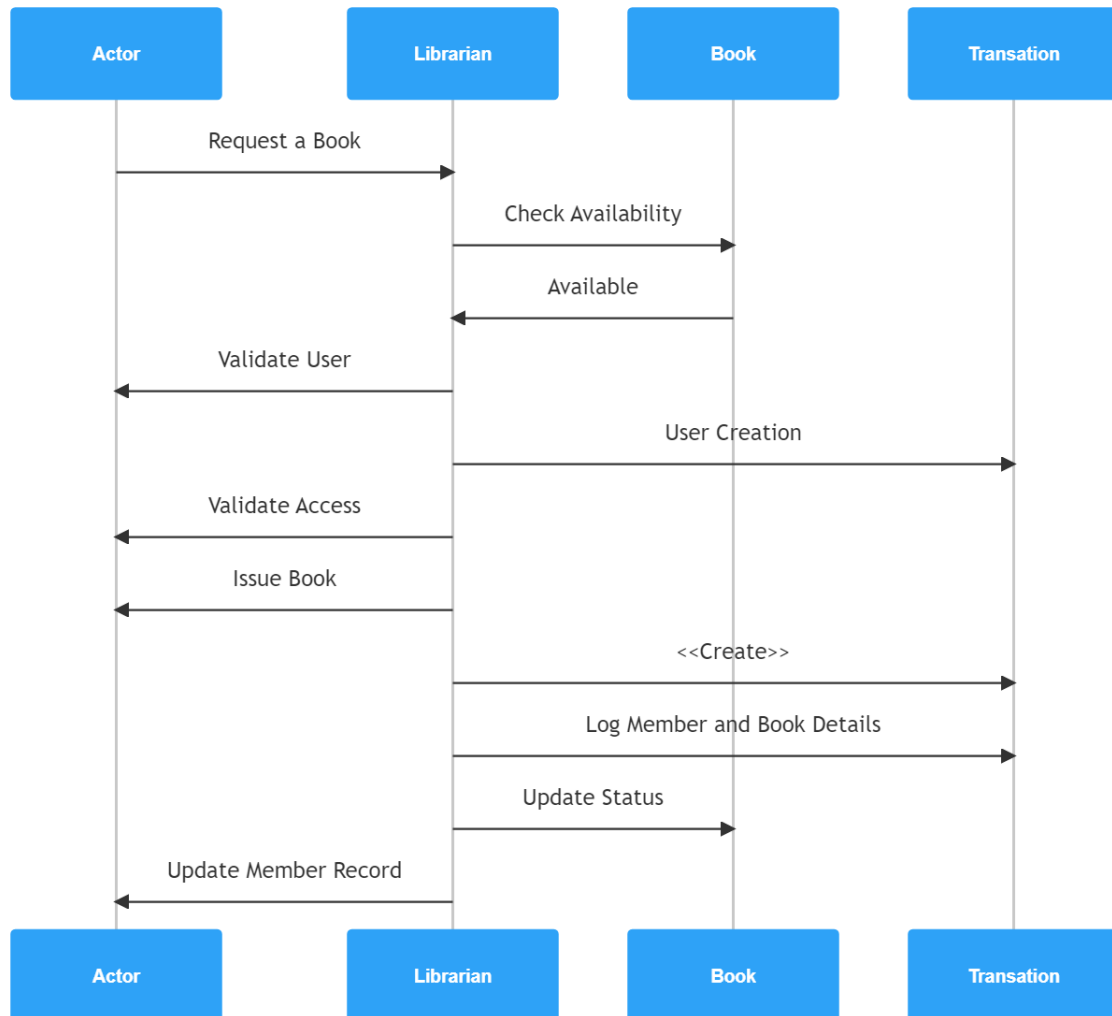 Actor
Librarian
Book
Transation
Request a Book
Check Availability
Available
Validate User
User Creation
Validate Access
Issue Book
<<Create>>
Log Member and Book Details
Update Status
Update Member Record
Actor
Librarian
Book
Transation